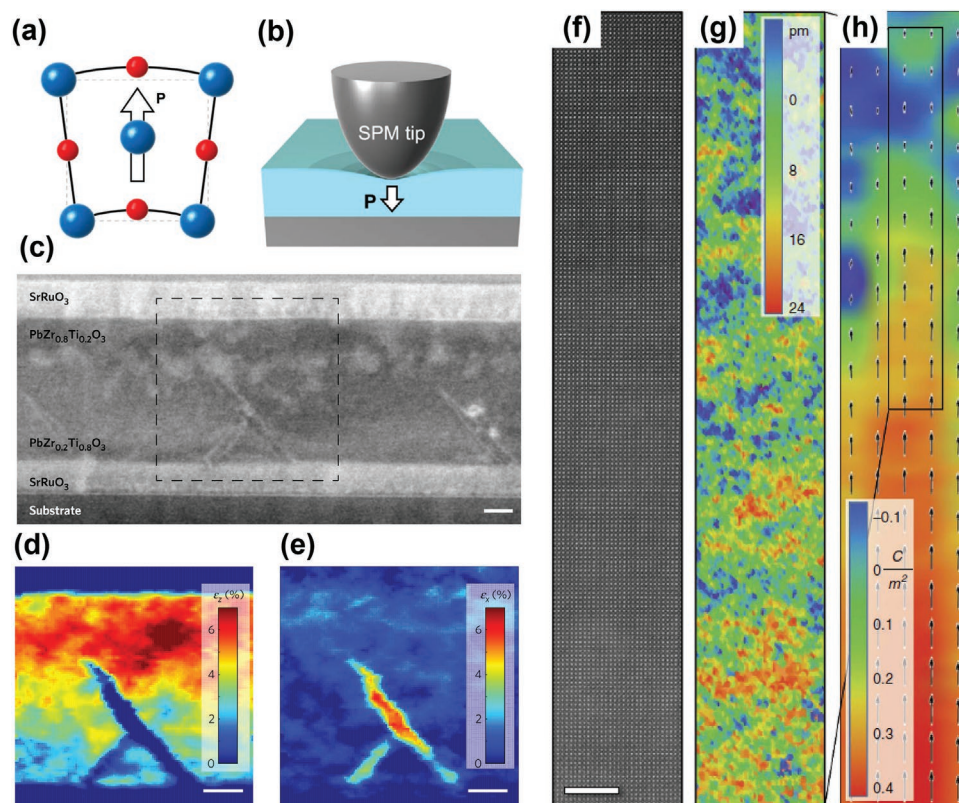 (a)
P
(b)
SPM tip
P
(c)
SrRuO₃
PbZr₀.₈Ti₀.₂O₃
PbZr₀.₂Ti₀.₈O₃
SrRuO₃
Substrate
(d)
εz (%)
6
4
2
0
(e)
εx (%)
6
4
2
0
(f)
(g)
pm
0
8
16
24
(h)
−0.1
0 C/m²
0.1
0.2
0.3
0.4